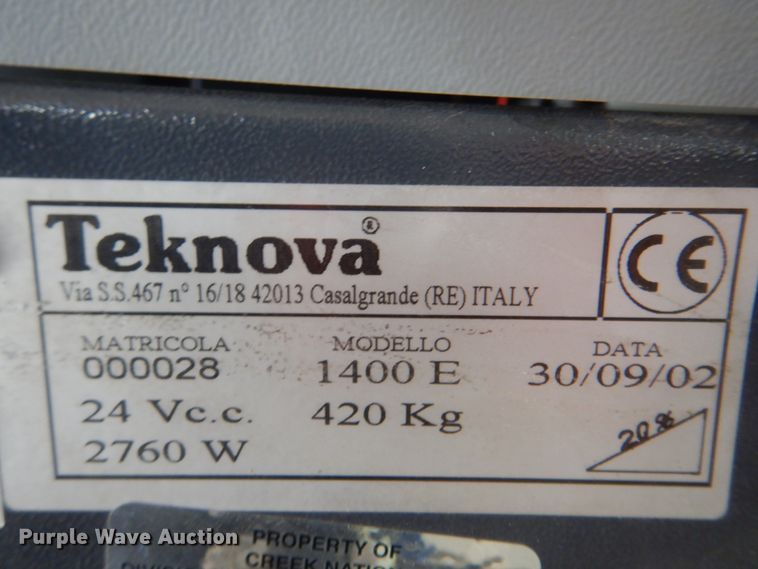 Teknova®
Via S.S.467 n° 16/18 42013 Casalgrande (RE) ITALY
CE
MATRICOLA MODELLO DATA
000028 1400 E 30/09/02
24 Vc.c. 420 Kg
20%
2760 W
PROPERTY OF
CREEK
Purple Wave Auction